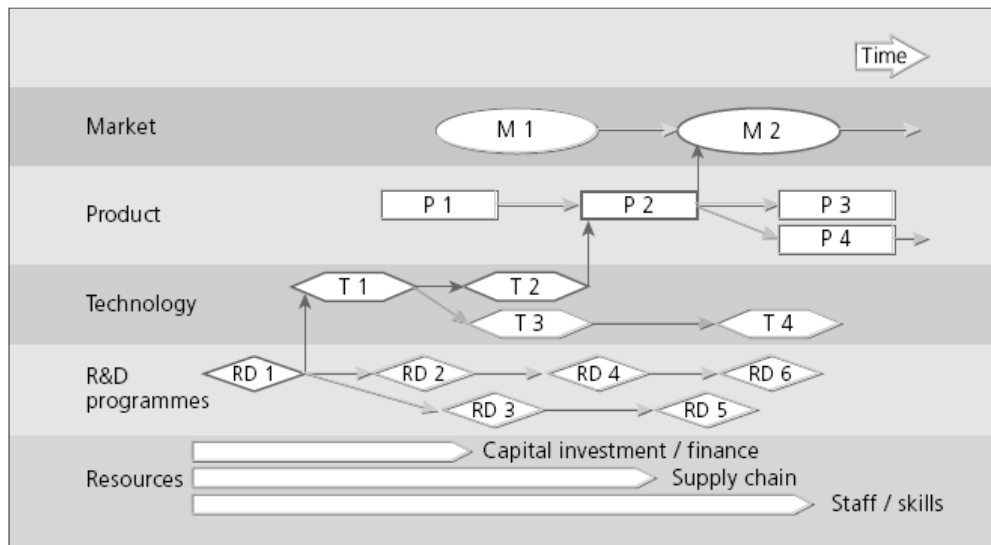 Time
Market
M 1
M 2
Product
P 1
P 2
P 3
P 4
Technology
T 1
T 2
T 3
T 4
R&D
programmes
RD 1
RD 2
RD 4
RD 6
RD 3
RD 5
Resources
Capital investment / finance
Supply chain
Staff / skills